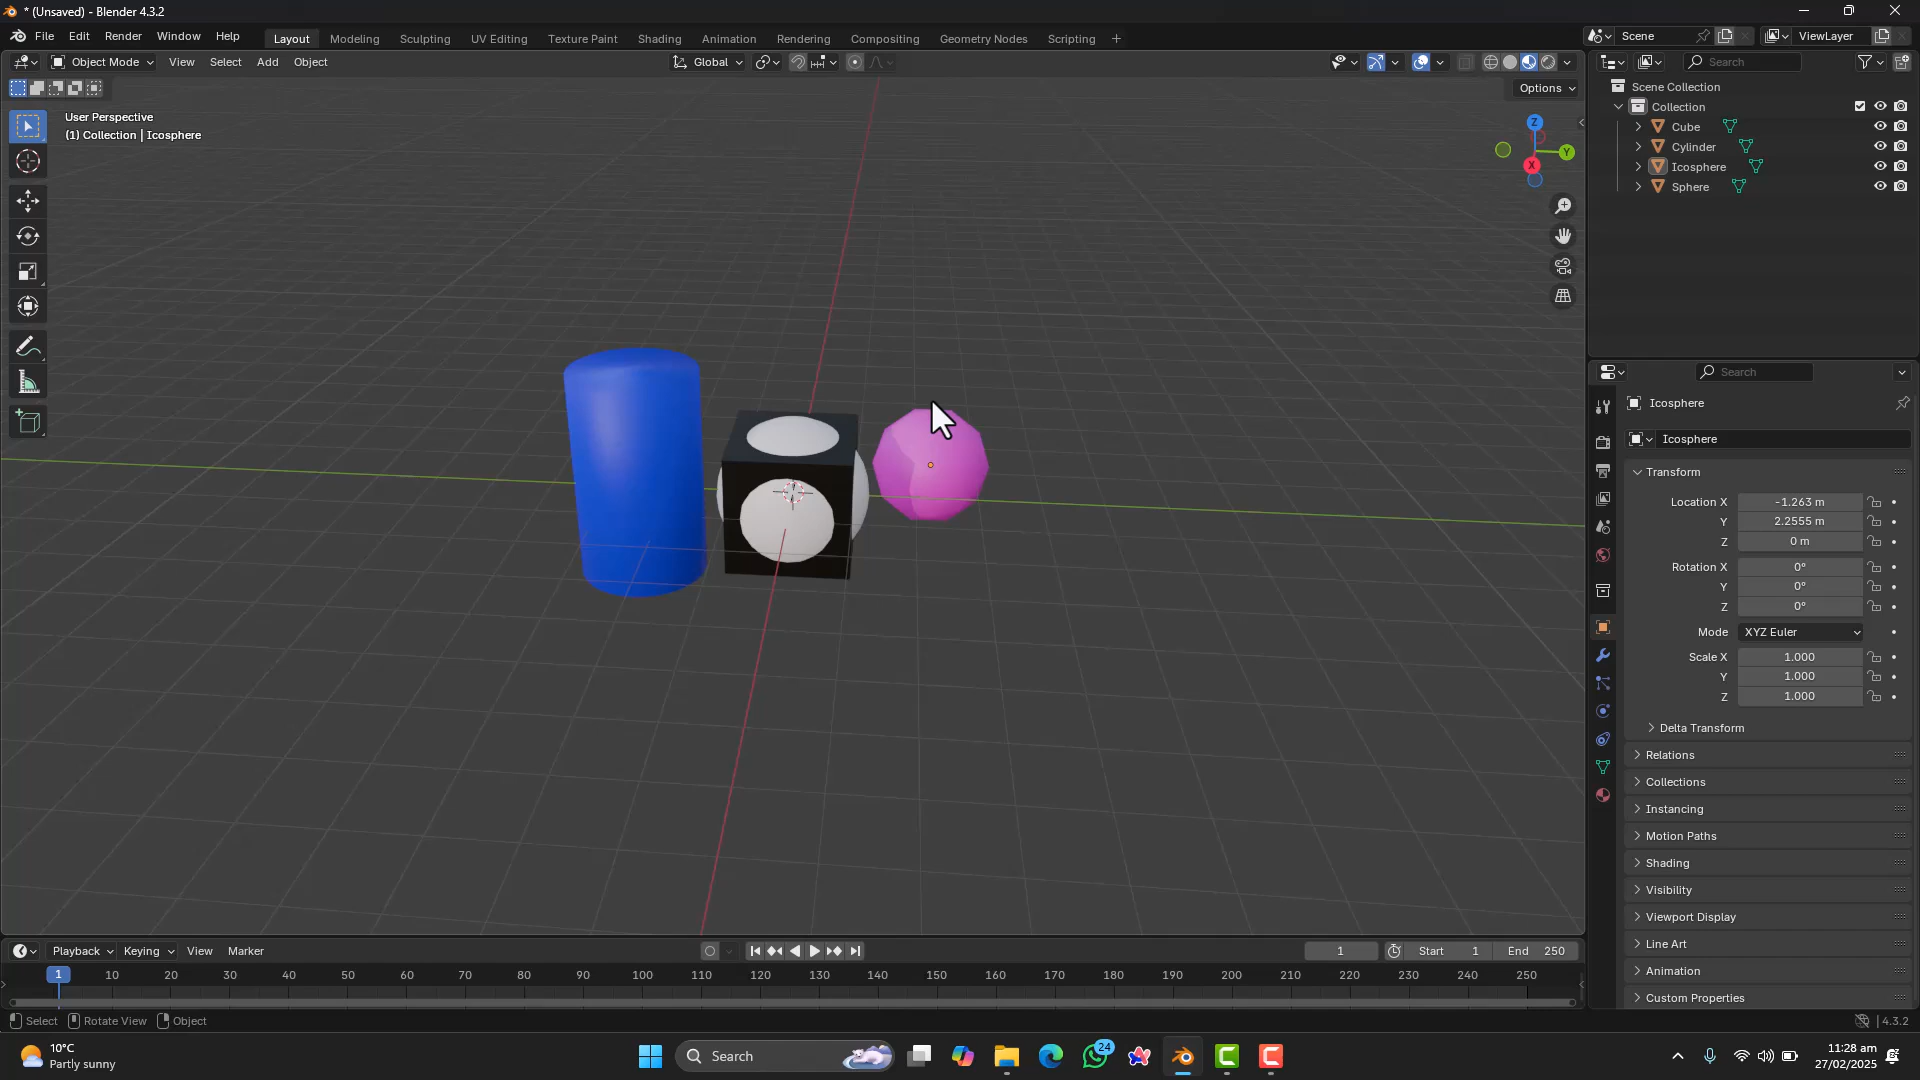 * (Unsaved) - Blender 4.3.2
File Edit Render Window Help
Layout Modeling Sculpting UV Editing Texture Paint Shading Animation Rendering Compositing Geometry Nodes Scripting +
Scene
ViewLayer
Object Mode View Select Add Object
Global
Search
Options
User Perspective
(1) Collection | Icosphere
Z
Y
X
Scene Collection
Collection
Cube
Cylinder
Icosphere
Sphere
Search
Icosphere
Icosphere
Transform
Location X -1.263 m
Y 2.2555 m
Z 0 m
Rotation X 0°
Y 0°
Z 0°
Mode XYZ Euler
Scale X 1.000
Y 1.000
Z 1.000
Delta Transform
Relations
Collections
Instancing
Motion Paths
Shading
Visibility
Viewport Display
Line Art
Animation
Custom Properties
Playback Keying View Marker
1 Start 1 End 250
1 10 20 30 40 50 60 70 80 90 100 110 120 130 140 150 160 170 180 190 200 210 220 230 240 250
Select Rotate View Object
4.3.2
10°C
Partly sunny
Search
24
11:28 am
27/02/2025